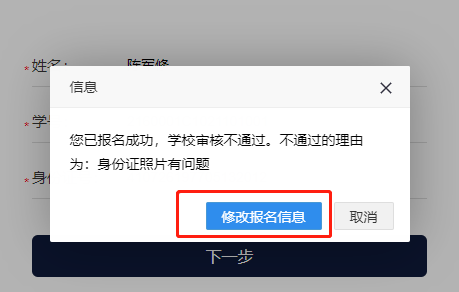 *姓名：
信息
*学
您已报名成功，学校审核不通过。不通过的理由
为：身份证照片有问题
*身
修改报名信息 取消
下一步